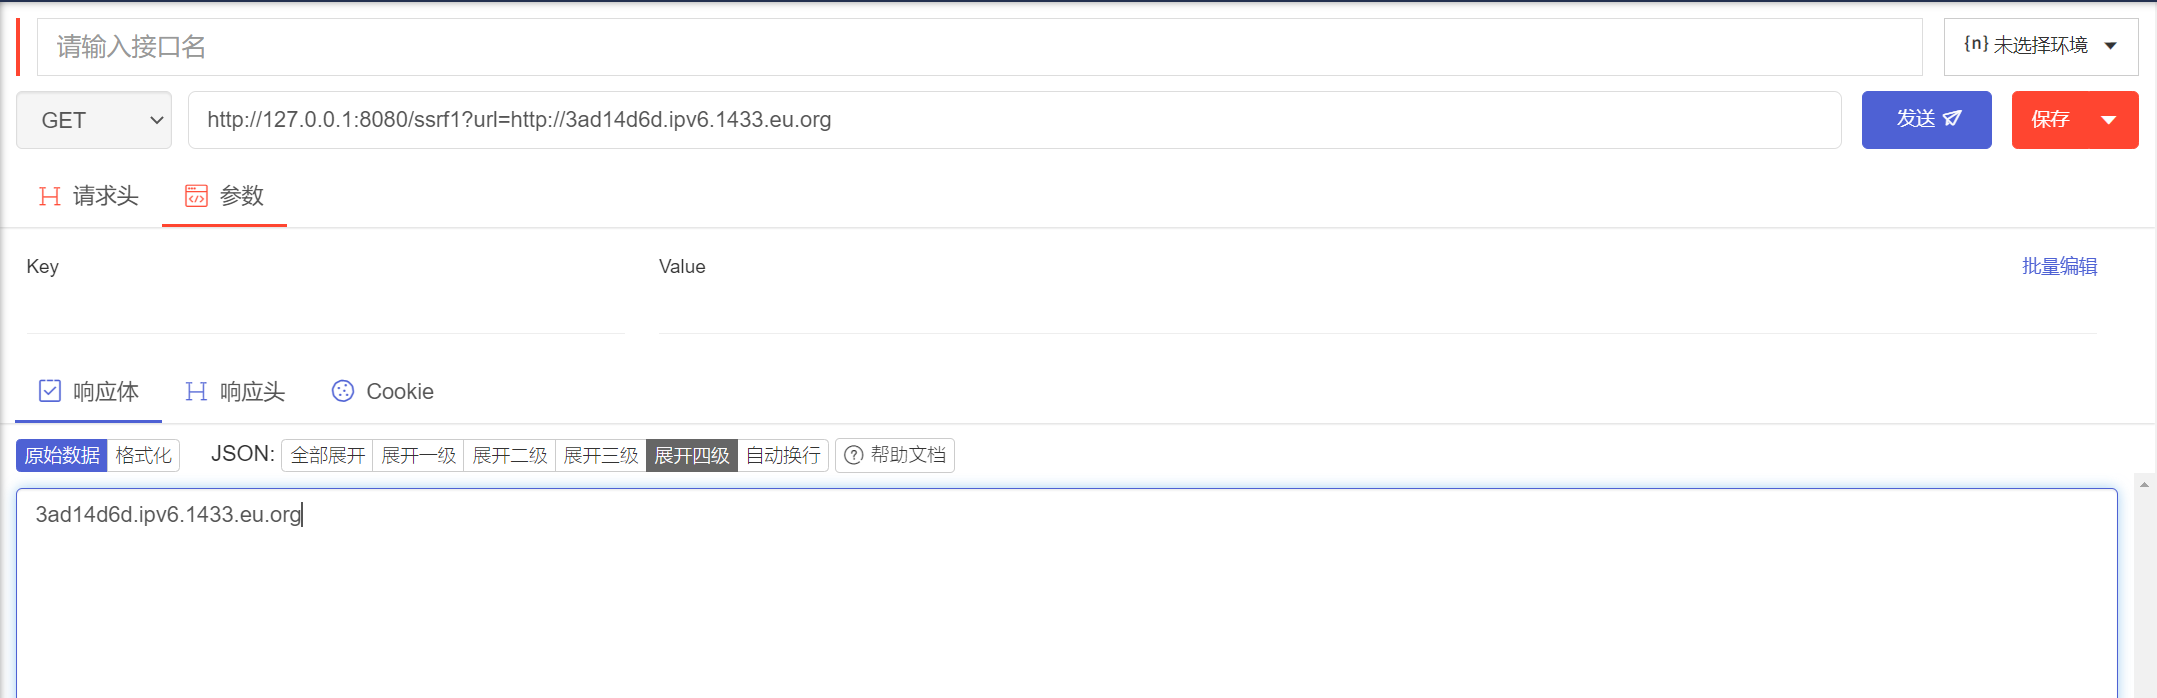 请输入接口名
{n} 未选择环境
GET
http://127.0.0.1:8080/ssrf1?url=http://3ad14d6d.ipv6.1433.eu.org
发送
保存
请求头 参数
Key Value 批量编辑
响应体 响应头 Cookie
原始数据 格式化 JSON: 全部展开 展开一级 展开二级 展开三级 展开四级 自动换行 帮助文档
3ad14d6d.ipv6.1433.eu.org